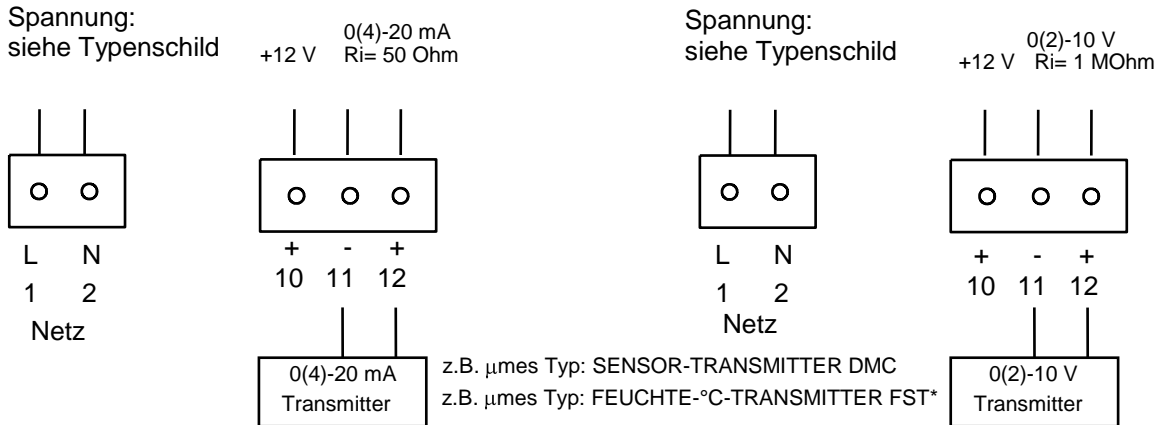 Spannung:
siehe Typenschild
+12 V
0(4)-20 mA
Ri= 50 Ohm
L N
1 2
Netz
+ - +
10 11 12
0(4)-20 mA
Transmitter
z.B. µmes Typ: SENSOR-TRANSMITTER DMC
z.B. µmes Typ: FEUCHTE-°C-TRANSMITTER FST*
Spannung:
siehe Typenschild
+12 V
0(2)-10 V
Ri= 1 MOhm
L N
1 2
Netz
+ - +
10 11 12
0(2)-10 V
Transmitter